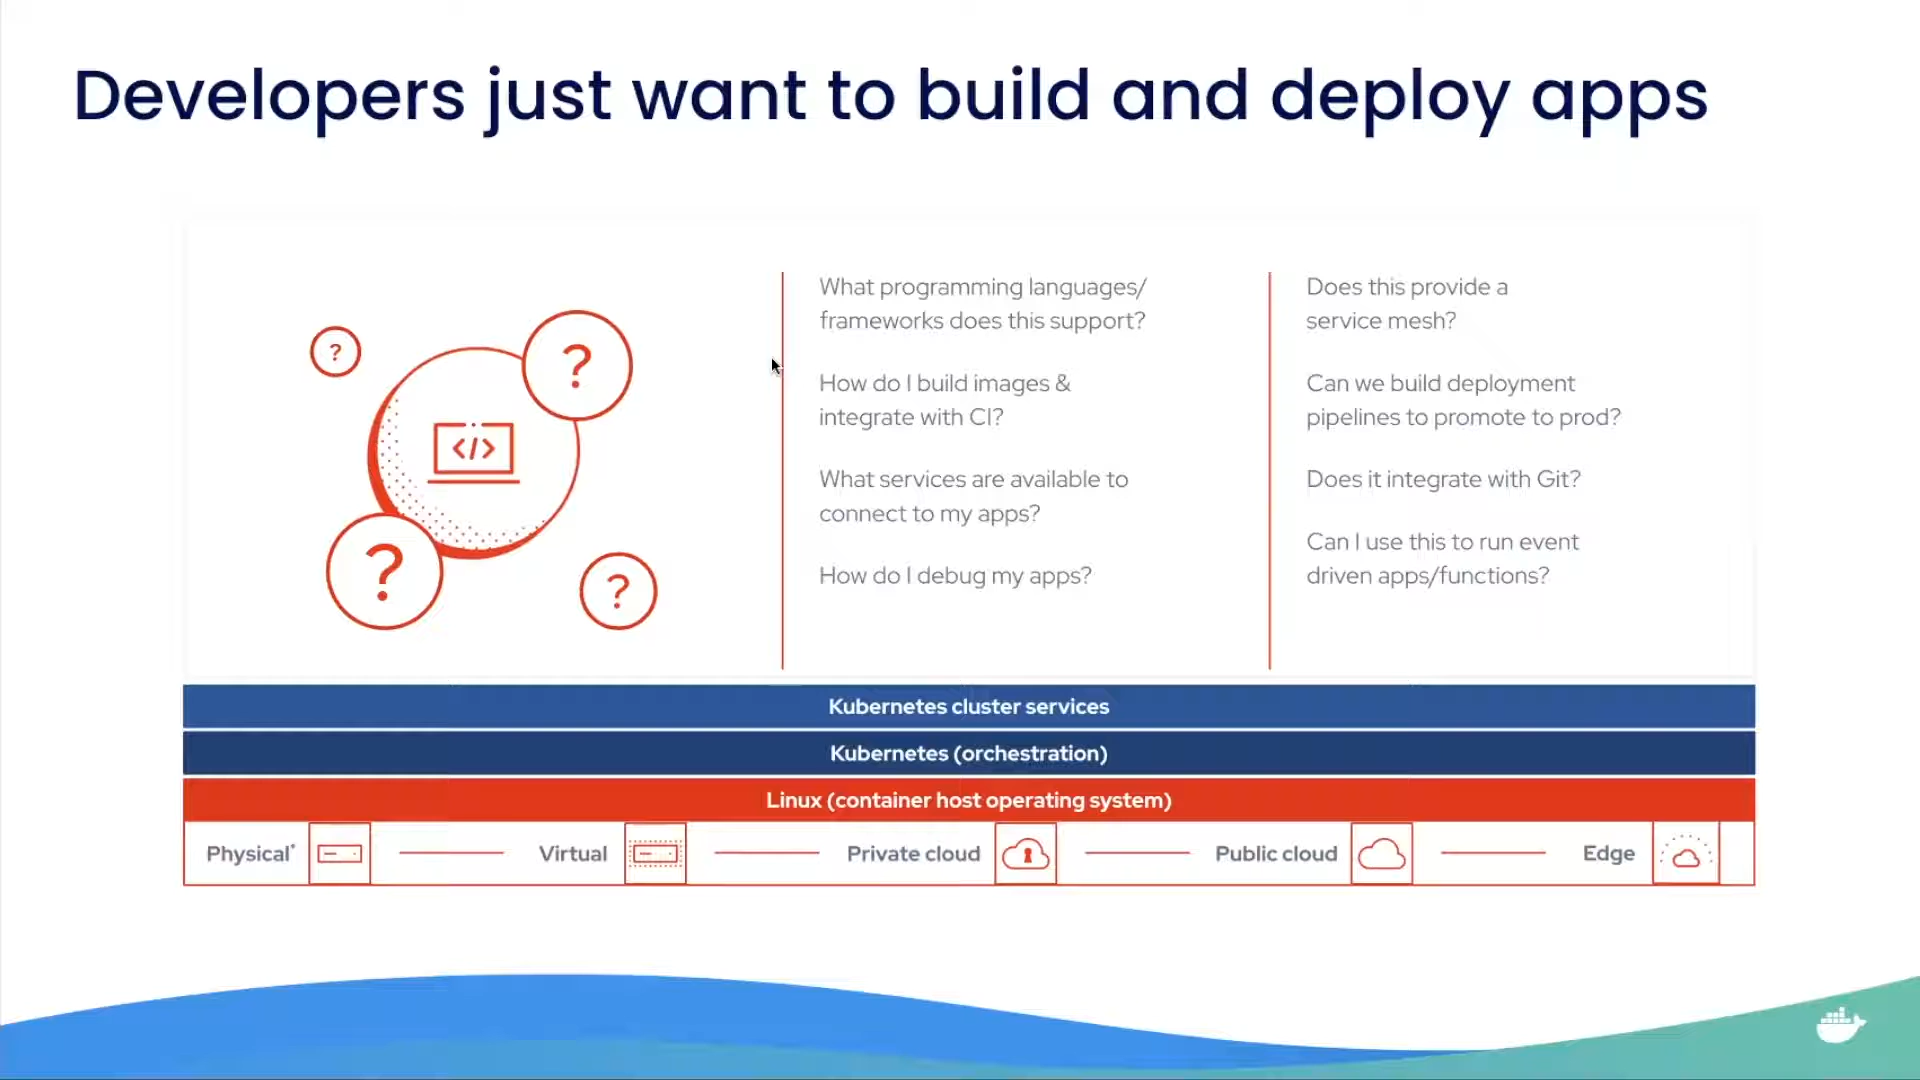 Developers just want to build and deploy apps
?
?
</>
?
?
What programming languages/
frameworks does this support?
How do I build images &
integrate with CI?
What services are available to
connect to my apps?
How do I debug my apps?
Does this provide a
service mesh?
Can we build deployment
pipelines to promote to prod?
Does it integrate with Git?
Can I use this to run event
driven apps/functions?
Kubernetes cluster services
Kubernetes (orchestration)
Linux (container host operating system)
Physical* Virtual Private cloud Public cloud Edge